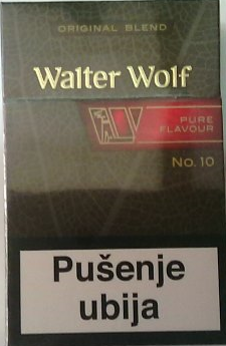 ORIGINAL BLEND
Walter Wolf
PURE
FLAVOUR
No. 10
Pušenje
ubija